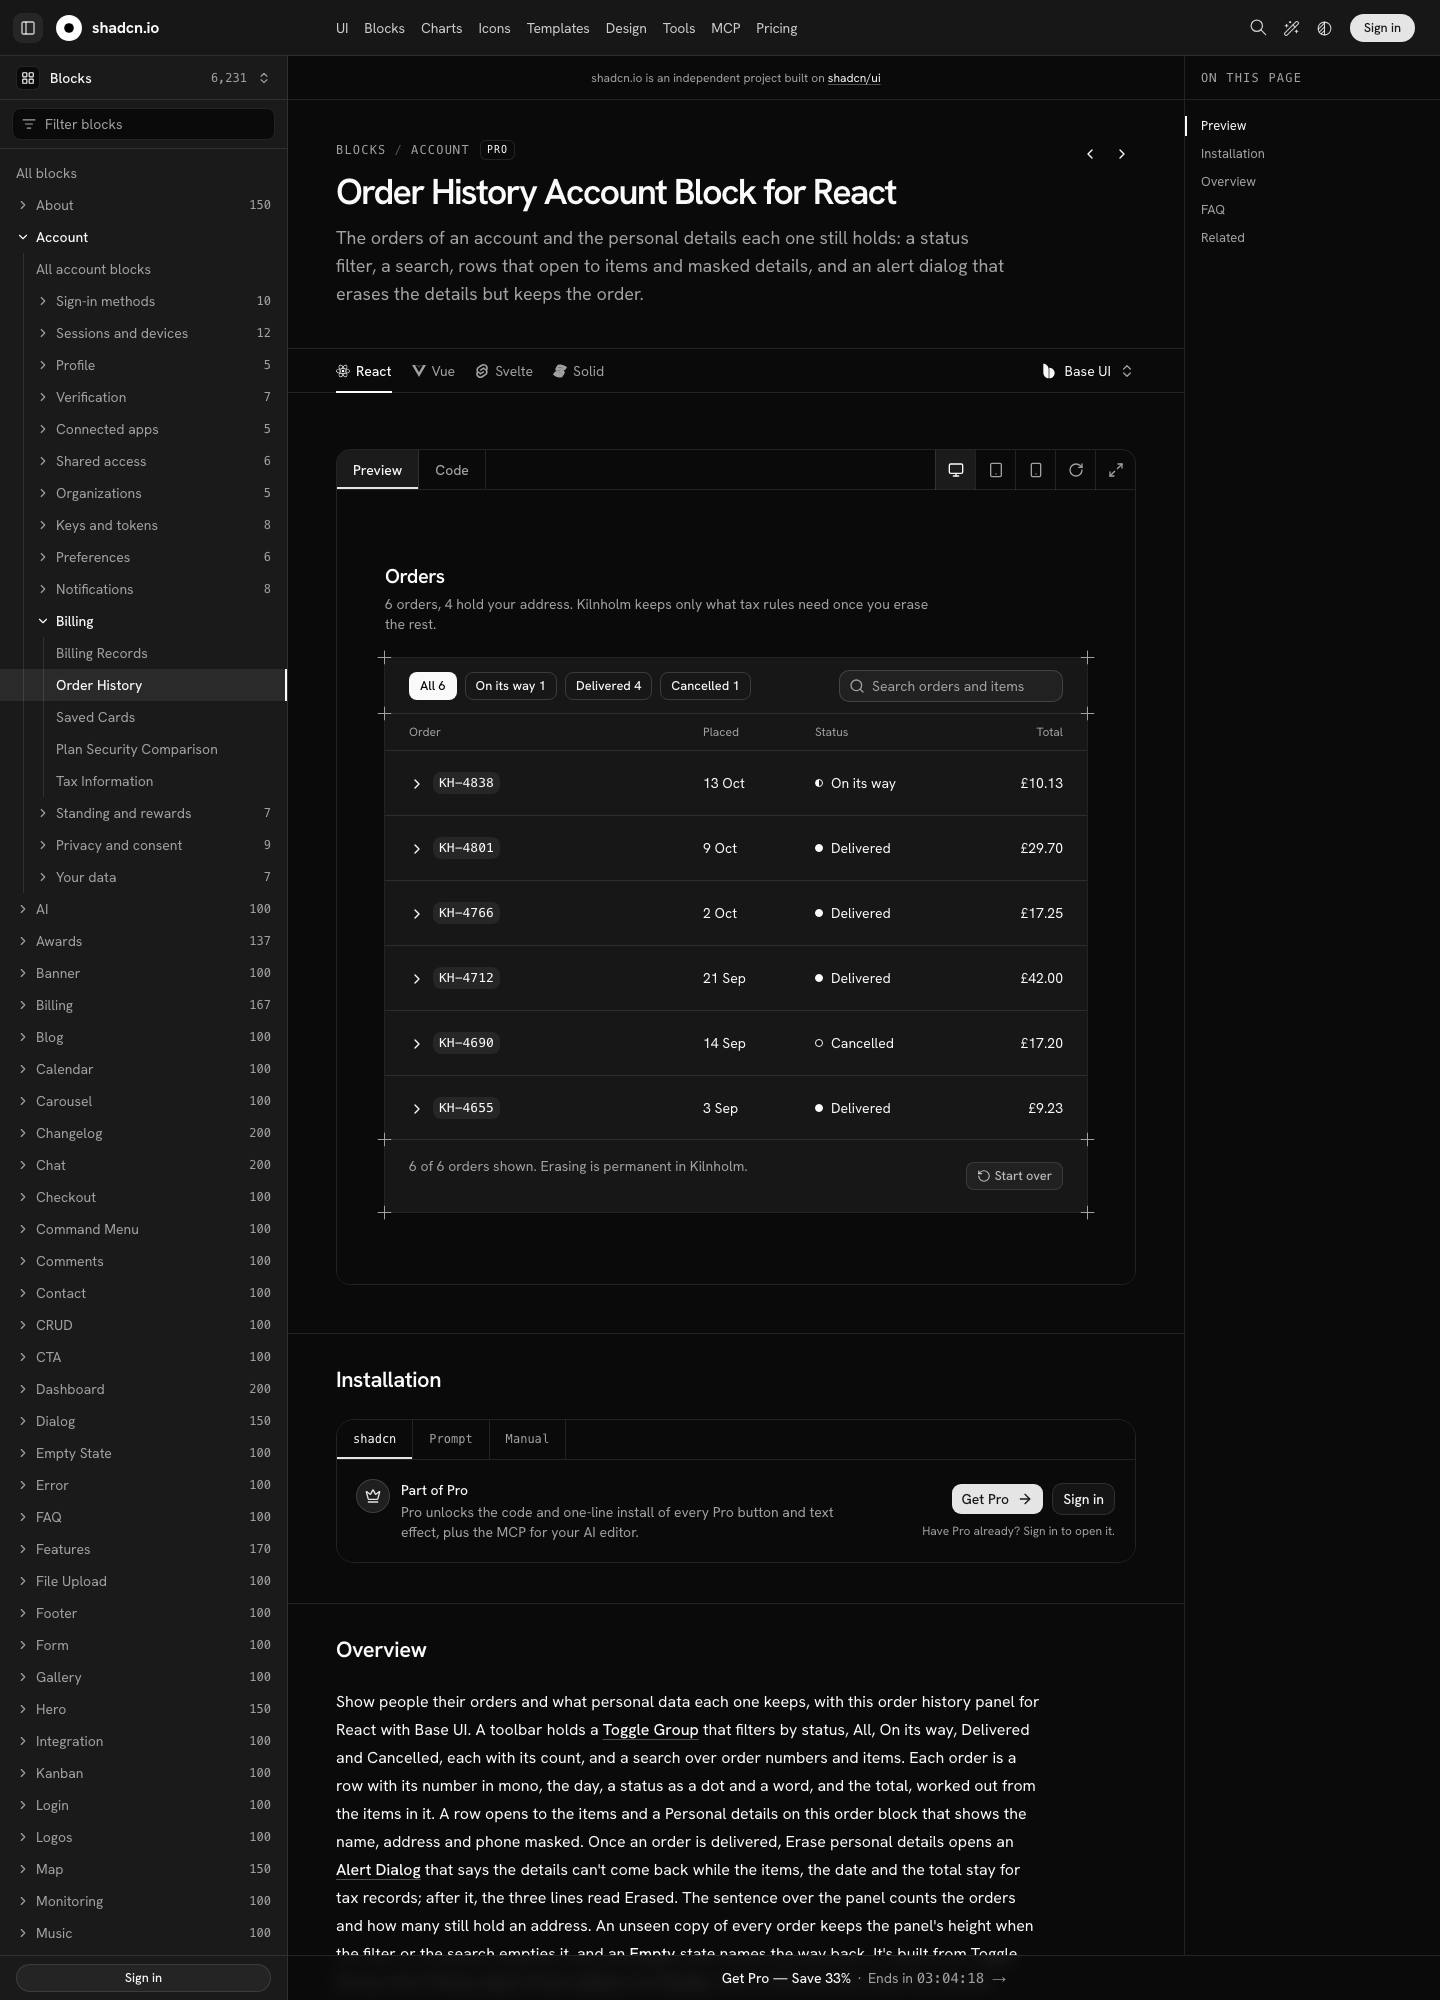 shadcn.io
UI Blocks Charts Icons Templates Design Tools MCP Pricing
Sign in
Blocks 6,231
Filter blocks
All blocks
About 150
Account
All account blocks
Sign-in methods 10
Sessions and devices 12
Profile 5
Verification 7
Connected apps 5
Shared access 6
Organizations 5
Keys and tokens 8
Preferences 6
Notifications 8
Billing
Billing Records
Order History
Saved Cards
Plan Security Comparison
Tax Information
Standing and rewards 7
Privacy and consent 9
Your data 7
AI 100
Awards 137
Banner 100
Billing 167
Blog 100
Calendar 100
Carousel 100
Changelog 200
Chat 200
Checkout 100
Command Menu 100
Comments 100
Contact 100
CRUD 100
CTA 100
Dashboard 200
Dialog 150
Empty State 100
Error 100
FAQ 100
Features 170
File Upload 100
Footer 100
Form 100
Gallery 100
Hero 150
Integration 100
Kanban 100
Login 100
Logos 100
Map 150
Monitoring 100
Music 100
Sign in
shadcn.io is an independent project built on shadcn/ui
BLOCKS / ACCOUNT PRO
Order History Account Block for React
The orders of an account and the personal details each one still holds: a status
filter, a search, rows that open to items and masked details, and an alert dialog that
erases the details but keeps the order.
React Vue Svelte Solid
Base UI
Preview Code
Orders
6 orders, 4 hold your address. Kilnholm keeps only what tax rules need once you erase
the rest.
All 6 On its way 1 Delivered 4 Cancelled 1
Search orders and items
Order Placed Status Total
KH-4838 13 Oct On its way £10.13
KH-4801 9 Oct Delivered £29.70
KH-4766 2 Oct Delivered £17.25
KH-4712 21 Sep Delivered £42.00
KH-4690 14 Sep Cancelled £17.20
KH-4655 3 Sep Delivered £9.23
6 of 6 orders shown. Erasing is permanent in Kilnholm.
Start over
Installation
shadcn Prompt Manual
Part of Pro
Pro unlocks the code and one-line install of every Pro button and text
effect, plus the MCP for your AI editor.
Get Pro → Sign in
Have Pro already? Sign in to open it.
Overview
Show people their orders and what personal data each one keeps, with this order history panel for
React with Base UI. A toolbar holds a Toggle Group that filters by status, All, On its way, Delivered
and Cancelled, each with its count, and a search over order numbers and items. Each order is a
row with its number in mono, the day, a status as a dot and a word, and the total, worked out from
the items in it. A row opens to the items and a Personal details on this order block that shows the
name, address and phone masked. Once an order is delivered, Erase personal details opens an
Alert Dialog that says the details can't come back while the items, the date and the total stay for
tax records; after it, the three lines read Erased. The sentence over the panel counts the orders
and how many still hold an address. An unseen copy of every order keeps the panel's height when
the filter or the search empties it, and an Empty state names the way back. It's built from Toggle
Get Pro — Save 33% · Ends in 03:04:18 →
ON THIS PAGE
Preview
Installation
Overview
FAQ
Related